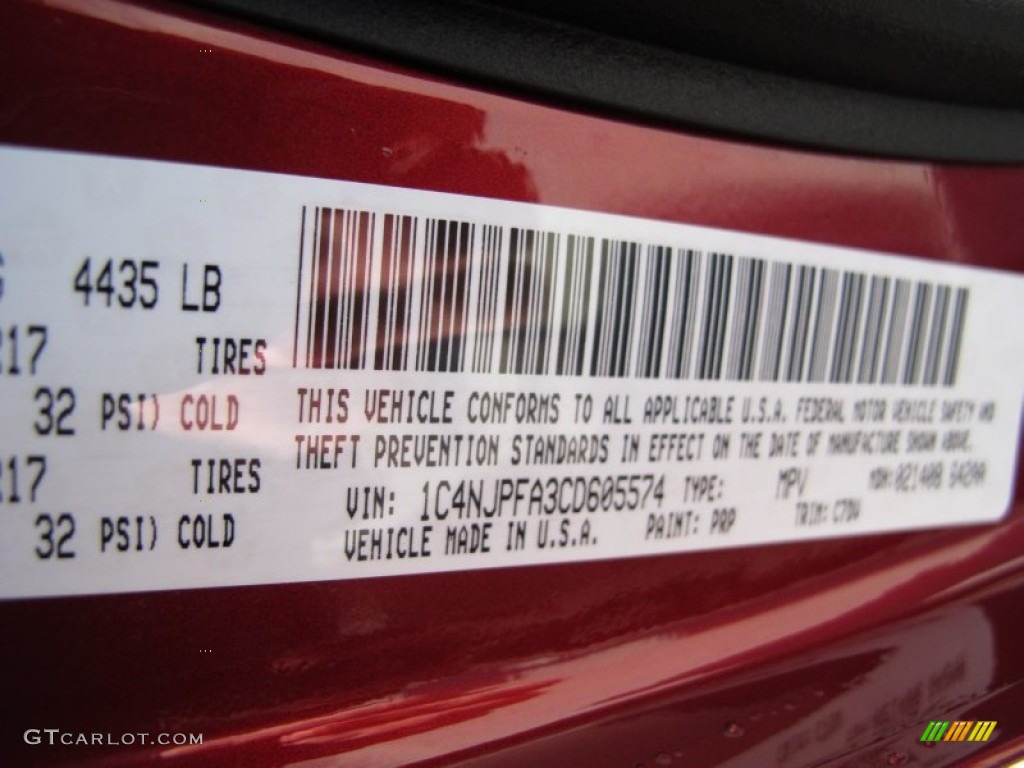 4435 LB
TIRES
32 PSI) COLD
TIRES
32 PSI) COLD
THIS VEHICLE CONFORMS TO ALL APPLICABLE U.S.A. FEDERAL MOTOR VEHICLE SAFETY AND
THEFT PREVENTION STANDARDS IN EFFECT ON THE DATE OF MANUFACTURE SHOWN ABOVE.
VIN: 1C4NJPFA3CD605574 TYPE: MPV MDH:
VEHICLE MADE IN U.S.A. PAINT: PRP TRIM:
GTCARLOT.COM